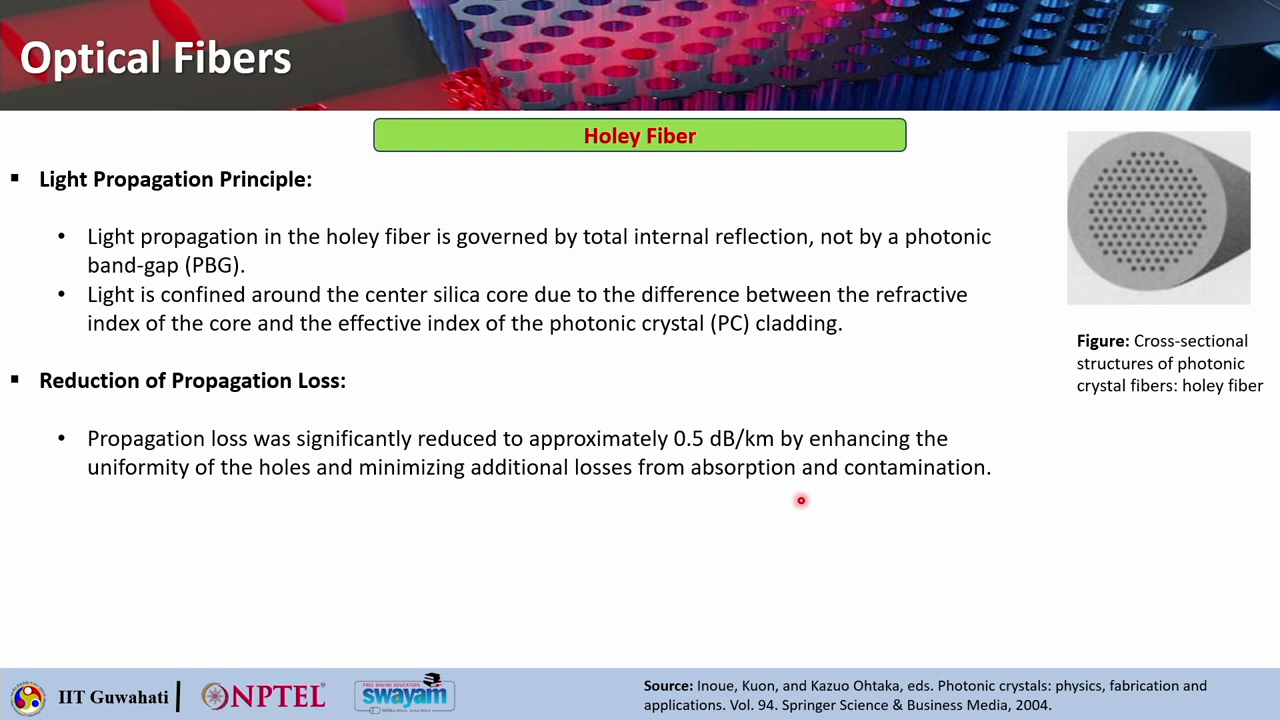 Optical Fibers
Holey Fiber
▪ Light Propagation Principle:
• Light propagation in the holey fiber is governed by total internal reflection, not by a photonic
band-gap (PBG).
• Light is confined around the center silica core due to the difference between the refractive
index of the core and the effective index of the photonic crystal (PC) cladding.
▪ Reduction of Propagation Loss:
• Propagation loss was significantly reduced to approximately 0.5 dB/km by enhancing the
uniformity of the holes and minimizing additional losses from absorption and contamination.
Figure: Cross-sectional
structures of photonic
crystal fibers: holey fiber
IIT Guwahati
NPTEL
FREE ONLINE EDUCATION
swayam
Source: Inoue, Kuon, and Kazuo Ohtaka, eds. Photonic crystals: physics, fabrication and
applications. Vol. 94. Springer Science & Business Media, 2004.